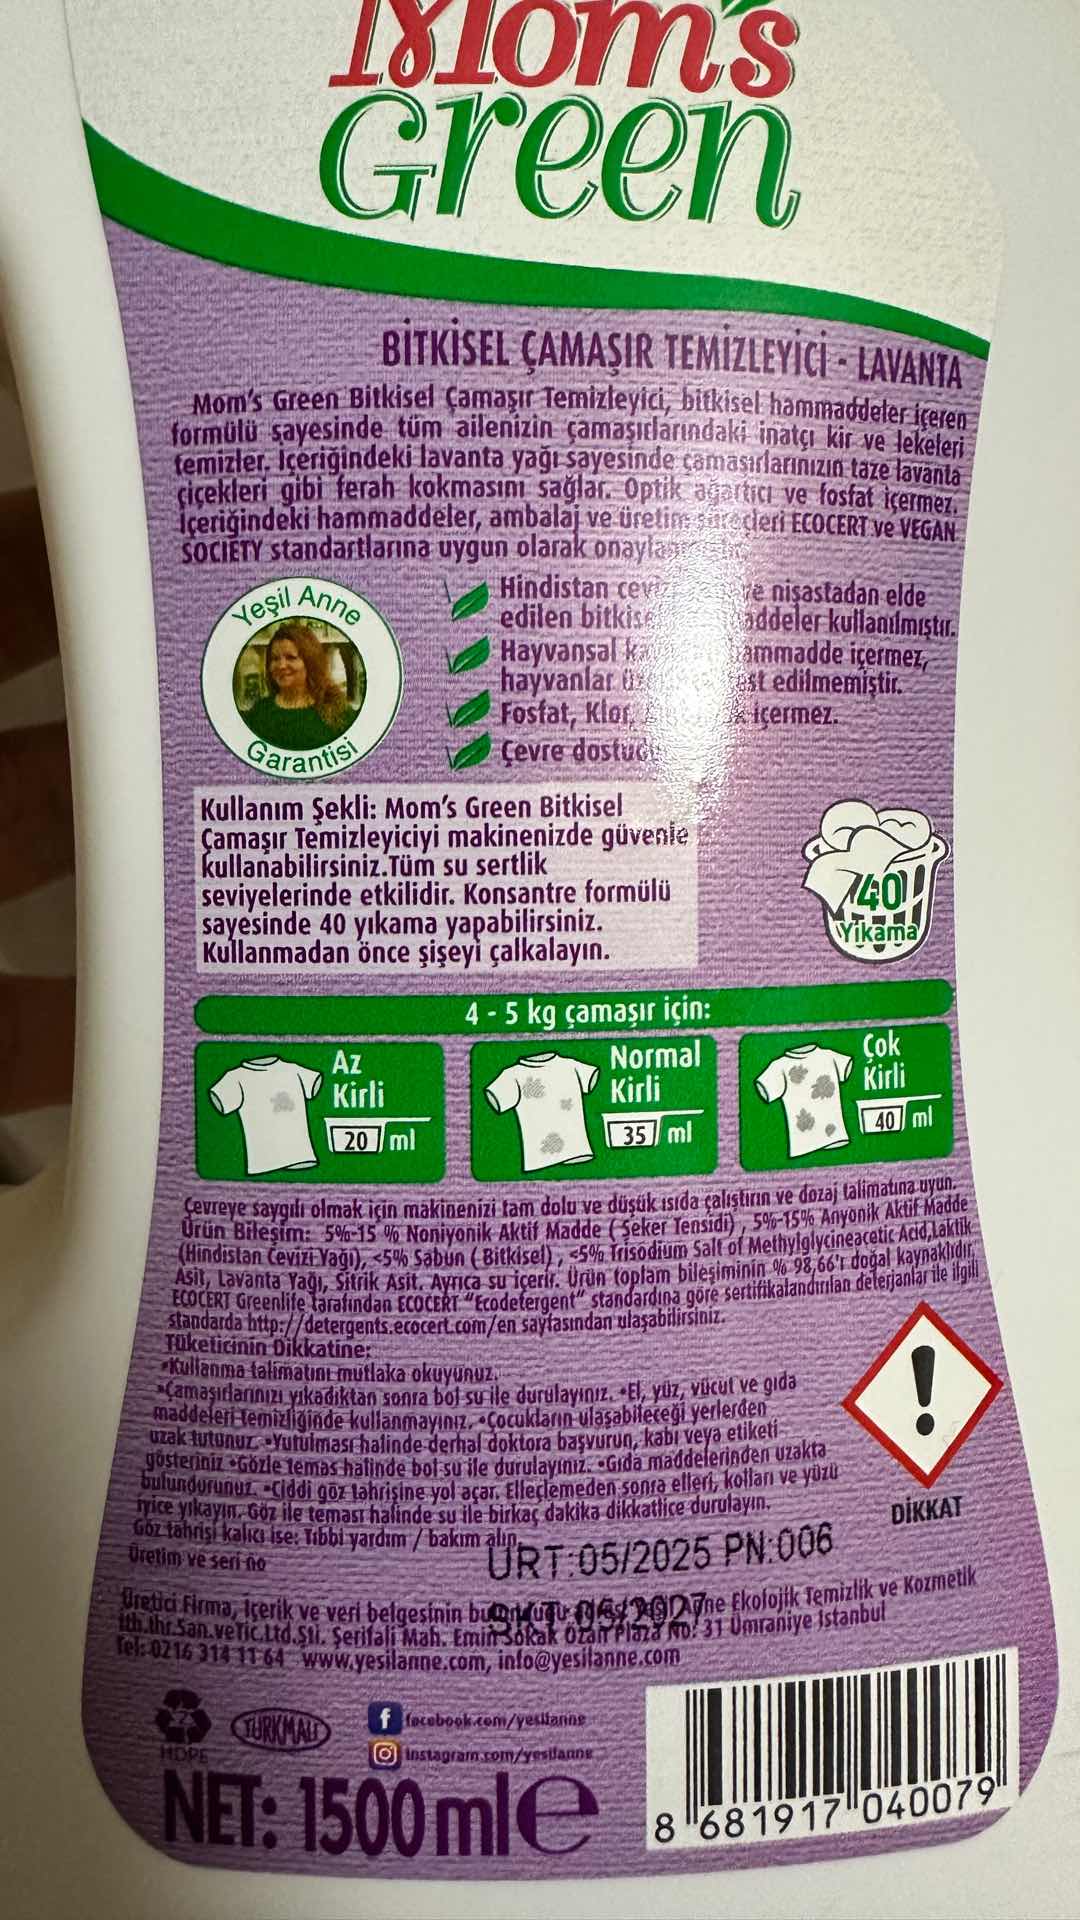 Mom's
Green
BİTKİSEL ÇAMAŞIR TEMİZLEYİCİ - LAVANTA
Mom's Green Bitkisel Çamaşır Temizleyici, bitkisel hammaddeler içeren
formülü sayesinde tüm ailenizin çamaşırlarındaki inatçı kir ve lekeleri
temizler. İçeriğindeki lavanta yağı sayesinde çamaşırlarınızın taze lavanta
çiçekleri gibi ferah kokmasını sağlar. Optik ağartıcı ve fosfat içermez.
İçeriğindeki hammaddeler, ambalaj ve üretim süreçleri ECOCERT ve VEGAN
SOCIETY standartlarına uygun olarak
Yeşil Anne
Garantisi
Hindistan ve nişastadan elde
edilen kullanılmıştır.
Hayvansal içermez,
hayvanlar edilmemiştir.
Fosfat, Klor, içermez.
Çevre
Kullanım Şekli: Mom's Green Bitkisel
Çamaşır Temizleyiciyi makinenizde güvenle
kullanabilirsiniz.Tüm su sertlik
seviyelerinde etkilidir. Konsantre formülü
sayesinde 40 yıkama yapabilirsiniz.
Kullanmadan önce şişeyi çalkalayın.
40
Yıkama
4 - 5 kg çamaşır için:
Az
Kirli
20 ml
Normal
Kirli
35 ml
Çok
Kirli
40 ml
Çevreye saygılı olmak için makinenizi tam dolu ve düşük ısıda çalıştırın ve dozaj talimatına uyun.
Ürün Bileşim: 5%-15 % Noniyonik Aktif Madde ( Şeker Tensidi) , 5%-15% Anyonik Aktif Madde
(Hindistan Cevizi Yağı), <5% Sabun ( Bitkisel) , <5% Trisodium Salt of Methylglycineacetic Acid,Laktik
Asit, Lavanta Yağı, Sitrik Asit. Ayrıca su içerir. Ürün toplam bileşiminin % 98,66'ı doğal kaynaklıdır.
ECOCERT Greenlife tarafından ECOCERT "Ecodetergent" standardına göre sertifikalandırılan deterjanlar ile ilgili
standarda http://detergents.ecocert.com/en sayfasından ulaşabilirsiniz.
Tüketicinin Dikkatine:
•Kullanma talimatını mutlaka okuyunuz.
•Çamaşırlarınızı yıkadıktan sonra bol su ile durulayınız. •El, yüz, vücut ve gıda
maddeleri temizliğinde kullanmayınız. •Çocukların ulaşabileceği yerlerden
uzak tutunuz. •Yutulması halinde derhal doktora başvurun, kabı veya etiketi
gösteriniz •Gözle temas halinde bol su ile durulayınız. •Gıda maddelerinden uzakta
bulundurunuz. •Ciddi göz tahrişine yol açar. Elleçlemeden sonra elleri, kolları ve yüzü
iyice yıkayın. Göz ile teması halinde su ile birkaç dakika dikkatlice durulayın.
Göz tahrişi kalıcı ise: Tıbbi yardım / bakım alın.
DİKKAT
Üretim ve seri no
URT:05/2025 PN:006
SKT:05/2027
Üretici Firma, İçerik ve veri belgesinin Ekolojik Temizlik ve Kozmetik
İth.İhr.San.veTic.Ltd.Şti. Şerifali Mah. Emin Sokak Ozan Plaza No: 31 Ümraniye İstanbul
Tel: 0216 314 11 64 www.yesilanne.com, info@yesilanne.com
2
HDPE
TÜRKMALI
facebook.com/yesilanne
instagram.com/yesilanne
NET: 1500 ml e
8 681917 040079